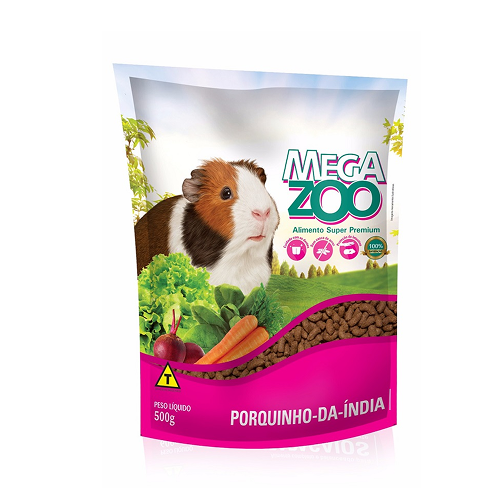 MEGA
ZOO
Alimento Super Premium
100%
T
PESO LÍQUIDO
500g
PORQUINHO-DA-ÍNDIA